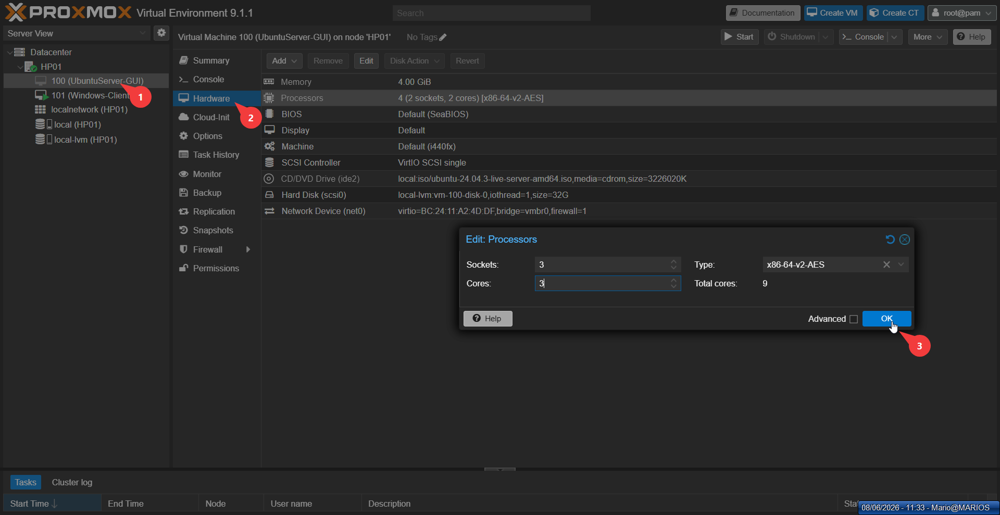 PROXMOX Virtual Environment 9.1.1
Search
Documentation
Create VM
Create CT
root@pam
Server View
Virtual Machine 100 (UbuntuServer-GUI) on node 'HP01'
No Tags
Start
Shutdown
Console
More
Help
Datacenter
HP01
100 (UbuntuServer-GUI)
101 (Windows-Client
localnetwork (HP01)
local (HP01)
local-lvm (HP01)
1
Summary
Console
Hardware
Cloud-Init
Options
Task History
Monitor
Backup
Replication
Snapshots
Firewall
Permissions
2
Add
Remove
Edit
Disk Action
Revert
Memory 4.00 GiB
Processors 4 (2 sockets, 2 cores) [x86-64-v2-AES]
BIOS Default (SeaBIOS)
Display Default
Machine Default (i440fx)
SCSI Controller VirtIO SCSI single
CD/DVD Drive (ide2) local:iso/ubuntu-24.04.3-live-server-amd64.iso,media=cdrom,size=3226020K
Hard Disk (scsi0) local-lvm:vm-100-disk-0,iothread=1,size=32G
Network Device (net0) virtio=BC:24:11:A2:4D:DF,bridge=vmbr0,firewall=1
Edit: Processors
Sockets: 3 Type: x86-64-v2-AES
Cores: 3 Total cores: 9
Help
Advanced
OK
3
Tasks
Cluster log
Start Time
End Time
Node
User name
Description
08/06/2026 - 11:33 - Mario@MARIOS